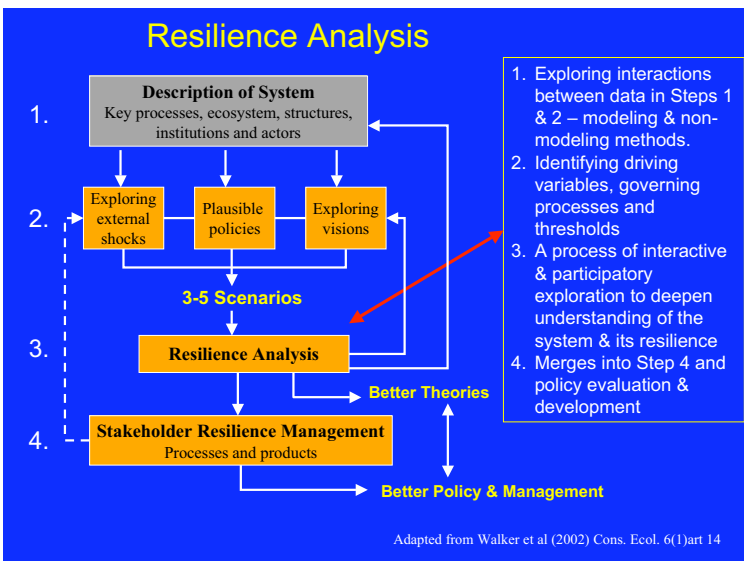 Resilience Analysis
1.
Description of System
Key processes, ecosystem, structures,
institutions and actors
2.
Exploring
external
shocks
Plausible
policies
Exploring
visions
3-5 Scenarios
3.
Resilience Analysis
Better Theories
4.
Stakeholder Resilience Management
Processes and products
Better Policy & Management
1. Exploring interactions
between data in Steps 1
& 2 – modeling & non-
modeling methods.
2. Identifying driving
variables, governing
processes and
thresholds
3. A process of interactive
& participatory
exploration to deepen
understanding of the
system & its resilience
4. Merges into Step 4 and
policy evaluation &
development
Adapted from Walker et al (2002) Cons. Ecol. 6(1)art 14